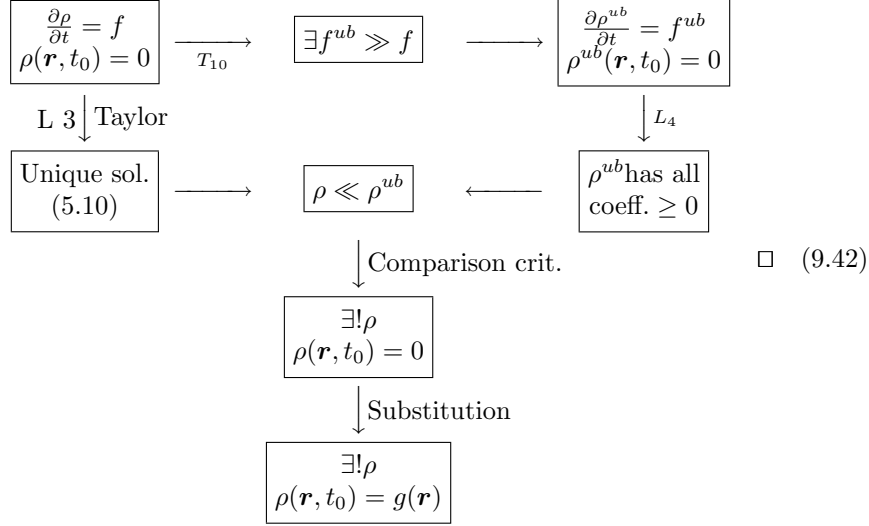 ∂ρ/∂t = f
ρ(r, t₀) = 0
T₁₀
∃f^{ub} ≫ f
∂ρ^{ub}/∂t = f^{ub}
ρ^{ub}(r, t₀) = 0
L 3
Taylor
L₄
Unique sol.
(5.10)
ρ ≪ ρ^{ub}
ρ^{ub}has all
coeff. ≥ 0
Comparison crit.
□ (9.42)
∃!ρ
ρ(r, t₀) = 0
Substitution
∃!ρ
ρ(r, t₀) = g(r)